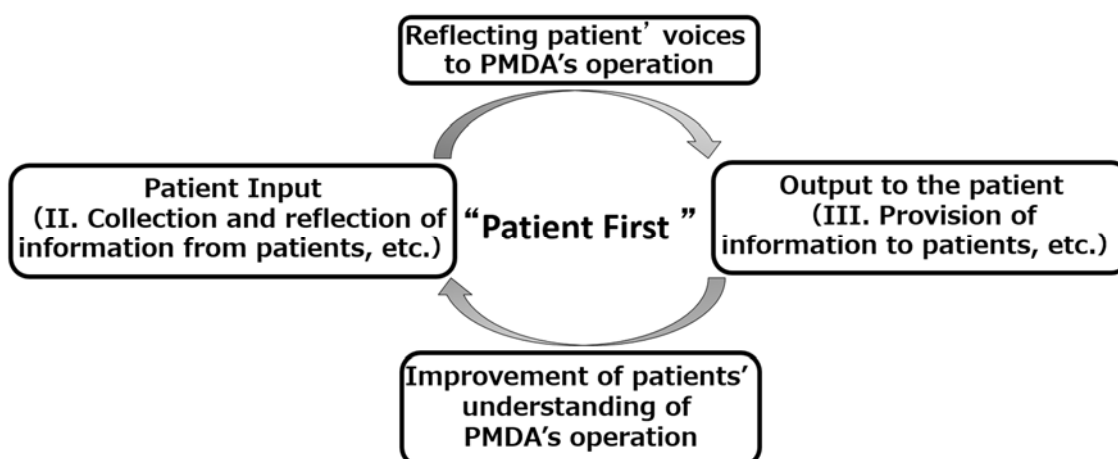 Reflecting patient’ voices
to PMDA’s operation
Patient Input
（II. Collection and reflection of
information from patients, etc.）
“Patient First ”
Output to the patient
（III. Provision of
information to patients, etc.）
Improvement of patients’
understanding of
PMDA’s operation